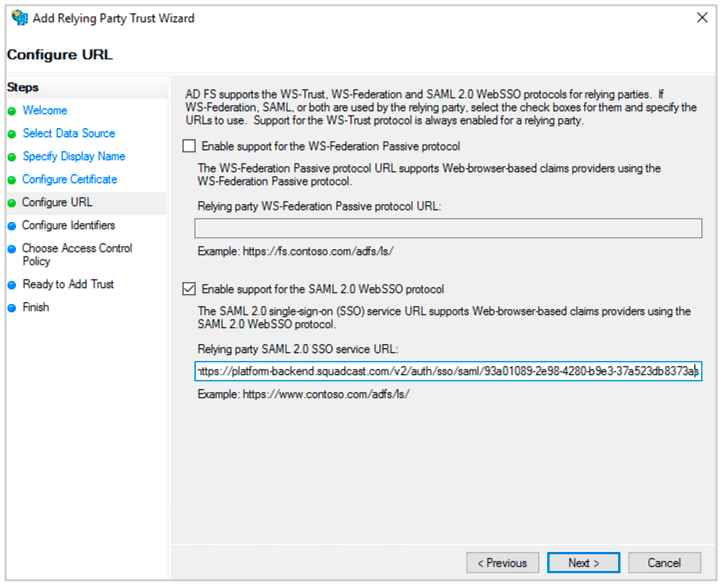 Add Relying Party Trust Wizard
Configure URL
Steps
Welcome
Select Data Source
Specify Display Name
Configure Certificate
Configure URL
Configure Identifiers
Choose Access Control
Policy
Ready to Add Trust
Finish
AD FS supports the WS-Trust, WS-Federation and SAML 2.0 WebSSO protocols for relying parties. If
WS-Federation, SAML, or both are used by the relying party, select the check boxes for them and specify the
URLs to use. Support for the WS-Trust protocol is always enabled for a relying party.
Enable support for the WS-Federation Passive protocol
The WS-Federation Passive protocol URL supports Web-browser-based claims providers using the
WS-Federation Passive protocol.
Relying party WS-Federation Passive protocol URL:
Example: https://fs.contoso.com/adfs/ls/
Enable support for the SAML 2.0 WebSSO protocol
The SAML 2.0 single-sign-on (SSO) service URL supports Web-browser-based claims providers using the
SAML 2.0 WebSSO protocol.
Relying party SAML 2.0 SSO service URL:
https://platform-backend.squadcast.com/v2/auth/sso/saml/93a01089-2e98-4280-b9e3-37a523db8373as
Example: https://www.contoso.com/adfs/ls/
< Previous
Next >
Cancel